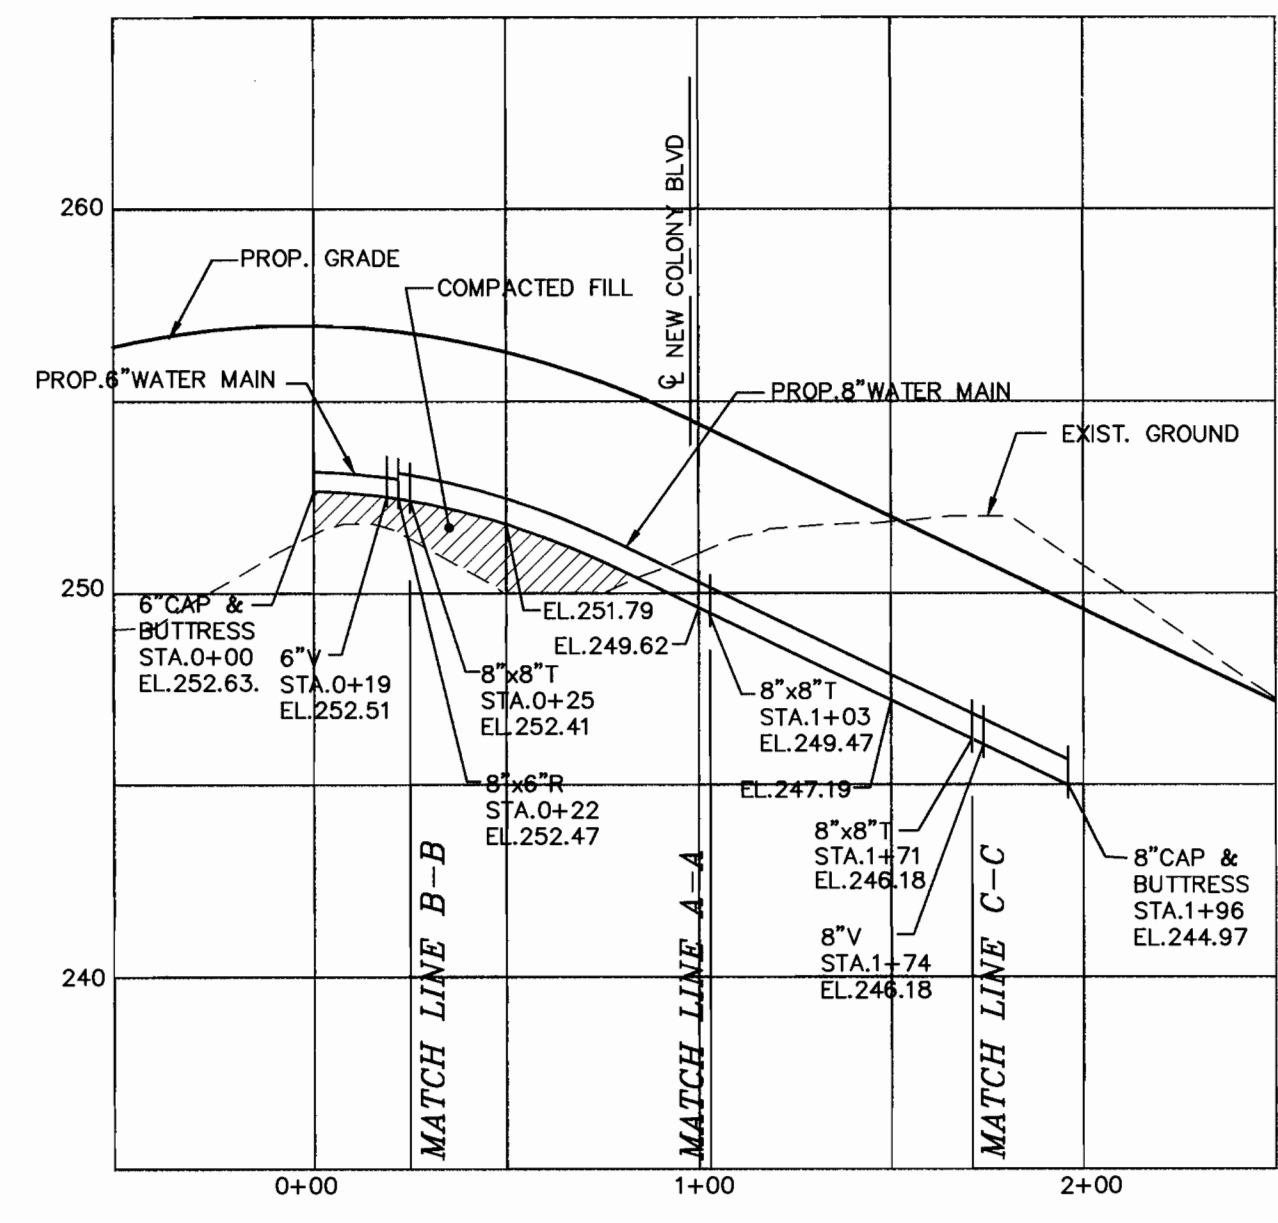 260
℄ NEW COLONY BLVD
PROP. GRADE
COMPACTED FILL
PROP.6"WATER MAIN
PROP.8"WATER MAIN
EXIST. GROUND
250
6"CAP &
BUTTRESS
STA.0+00
EL.252.63.
6"V
STA.0+19
EL.252.51
EL.251.79
EL.249.62
8"x8"T
STA.0+25
EL.252.41
8"x8"T
STA.1+03
EL.249.47
8"x6"R
STA.0+22
EL.252.47
EL.247.19
8"x8"T
STA.1+71
EL.246.18
8"CAP &
BUTTRESS
STA.1+96
EL.244.97
8"V
STA.1+74
EL.246.18
240
MATCH LINE B-B
MATCH LINE A-A
MATCH LINE C-C
0+00
1+00
2+00